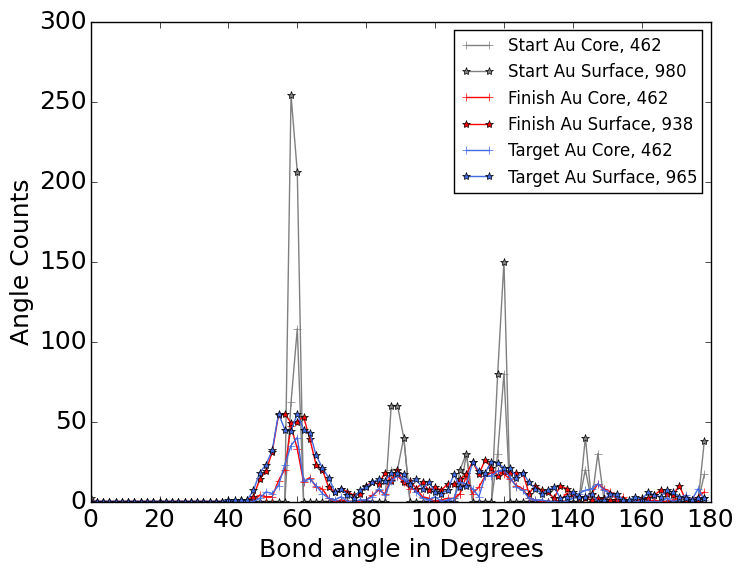 300
250
200
150
100
50
0
Angle Counts
Start Au Core, 462
Start Au Surface, 980
Finish Au Core, 462
Finish Au Surface, 938
Target Au Core, 462
Target Au Surface, 965
0 20 40 60 80 100 120 140 160 180
Bond angle in Degrees